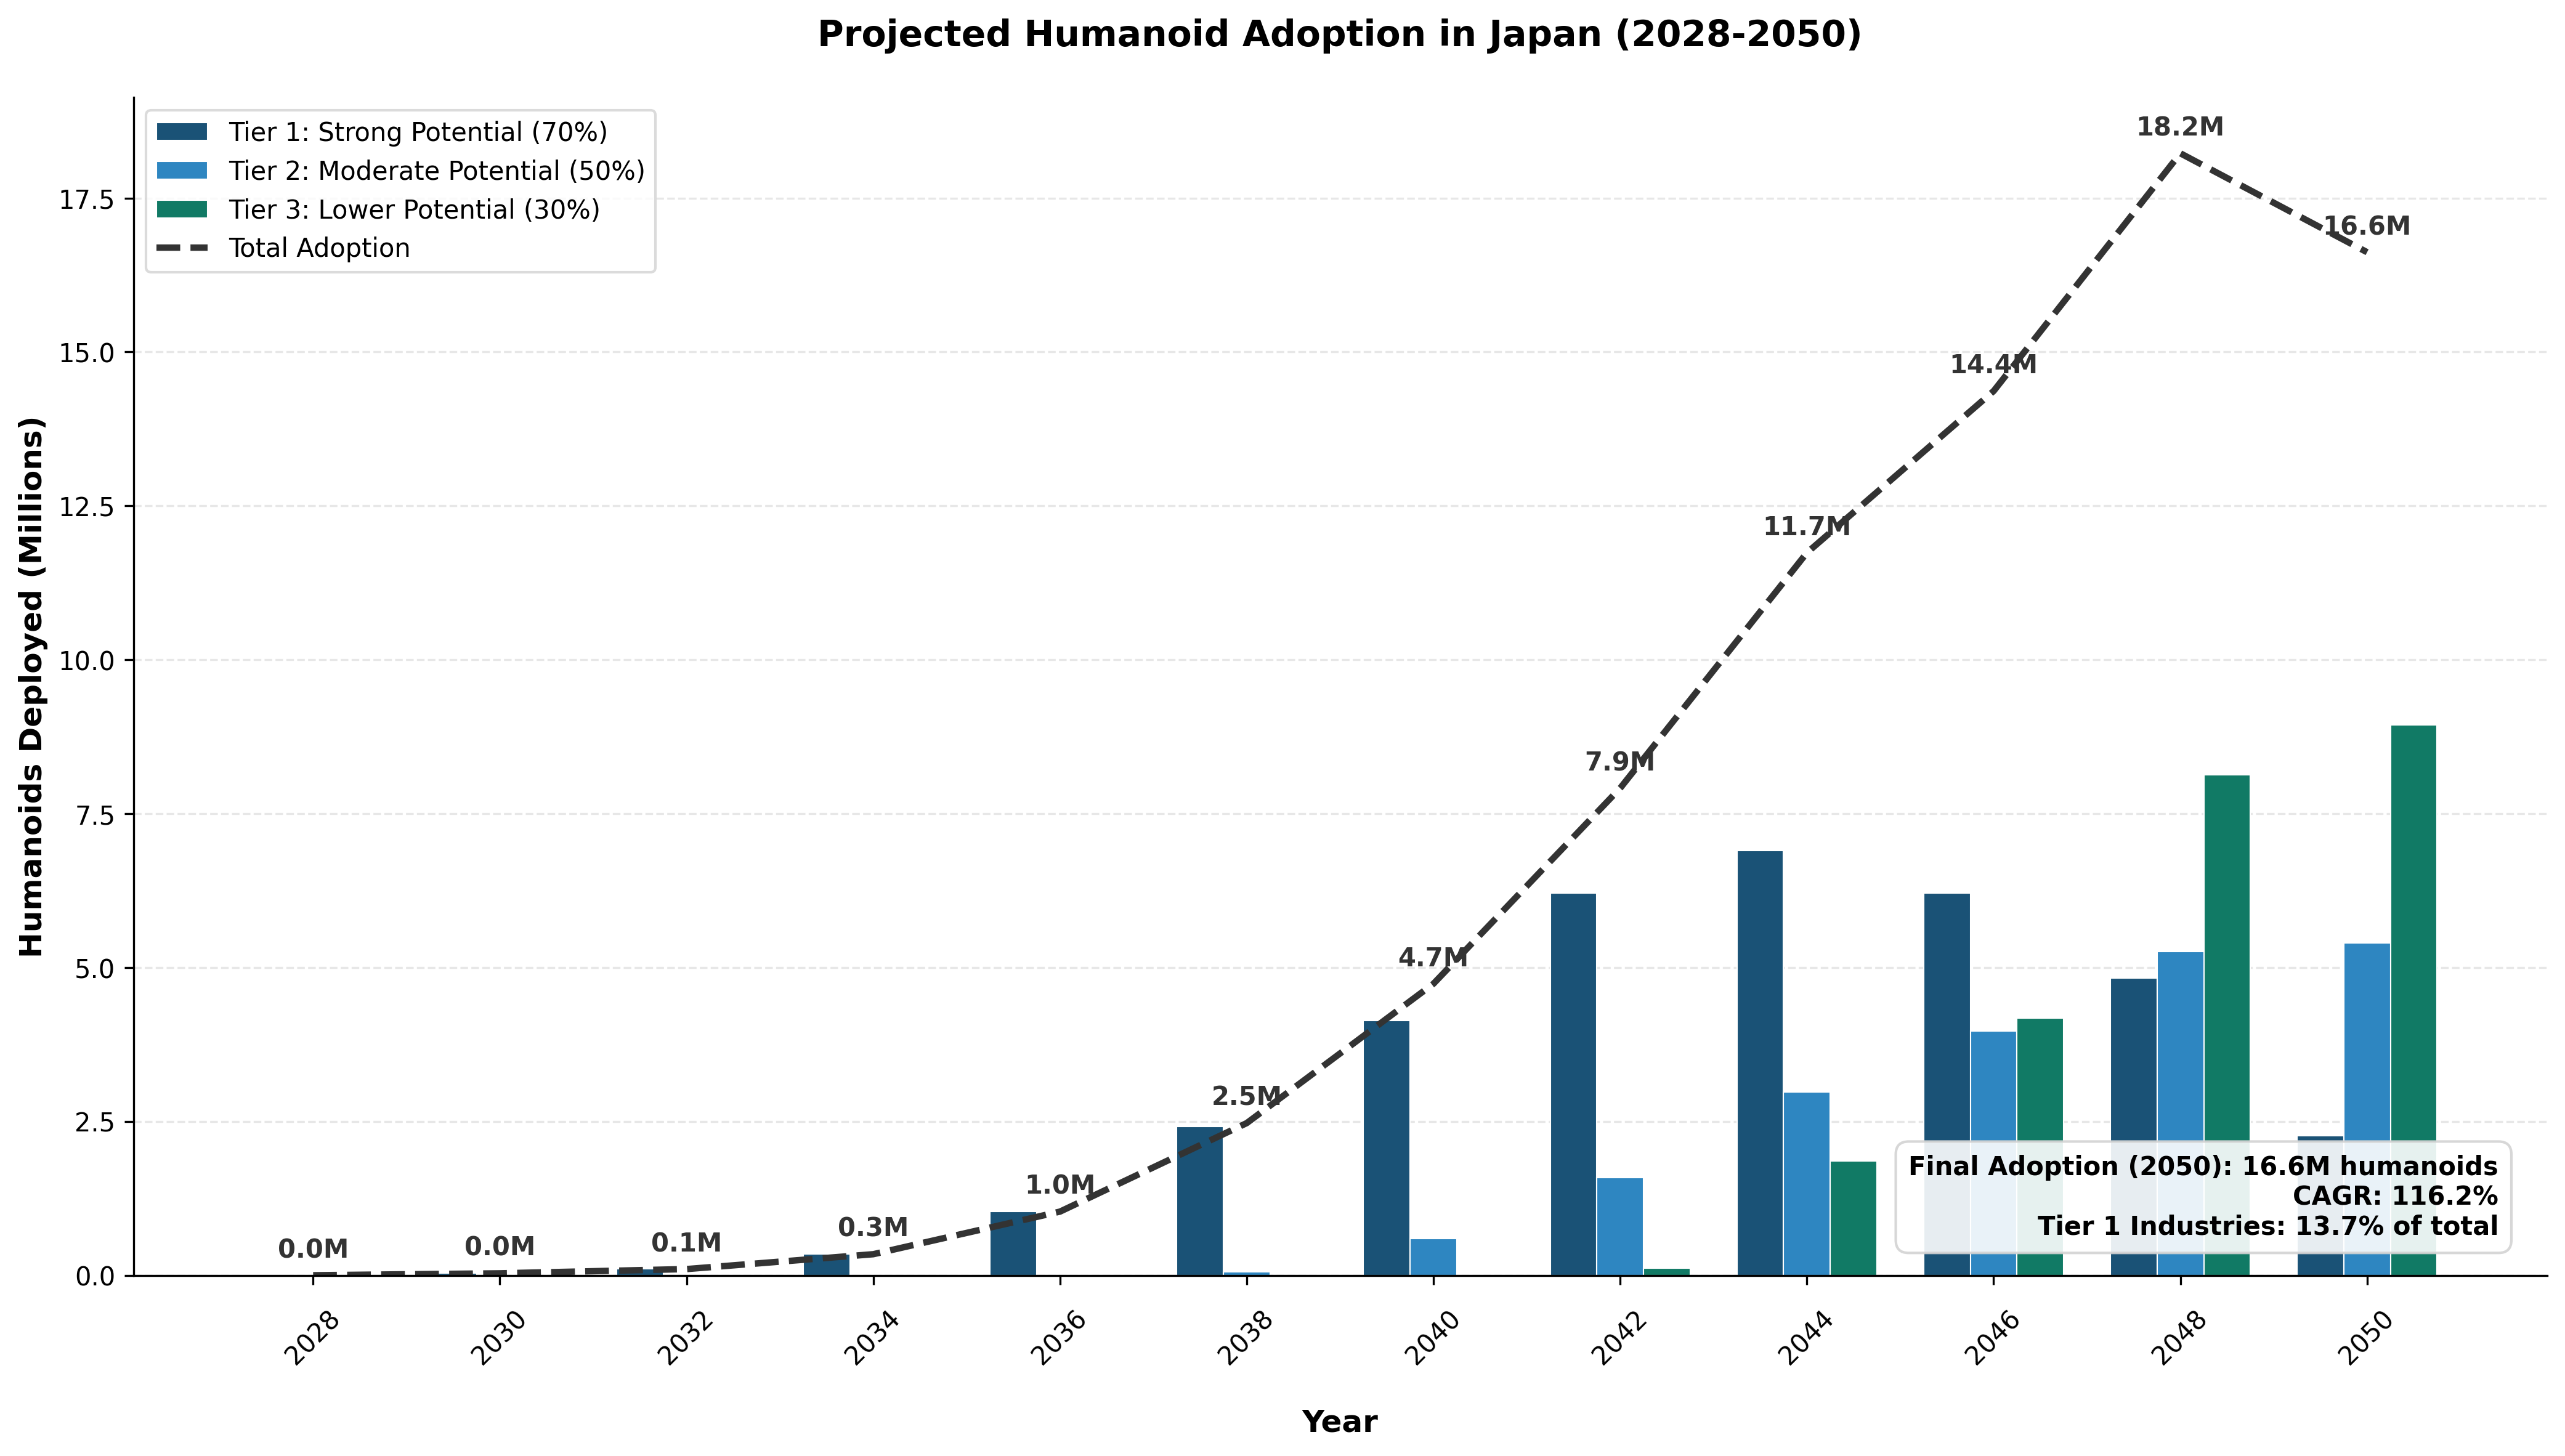 Projected Humanoid Adoption in Japan (2028-2050)
Tier 1: Strong Potential (70%)
Tier 2: Moderate Potential (50%)
Tier 3: Lower Potential (30%)
Total Adoption
Humanoids Deployed (Millions)
17.5
15.0
12.5
10.0
7.5
5.0
2.5
0.0
0.0M
0.0M
0.1M
0.3M
1.0M
2.5M
4.7M
7.9M
11.7M
14.4M
18.2M
16.6M
Final Adoption (2050): 16.6M humanoids
CAGR: 116.2%
Tier 1 Industries: 13.7% of total
2028
2030
2032
2034
2036
2038
2040
2042
2044
2046
2048
2050
Year